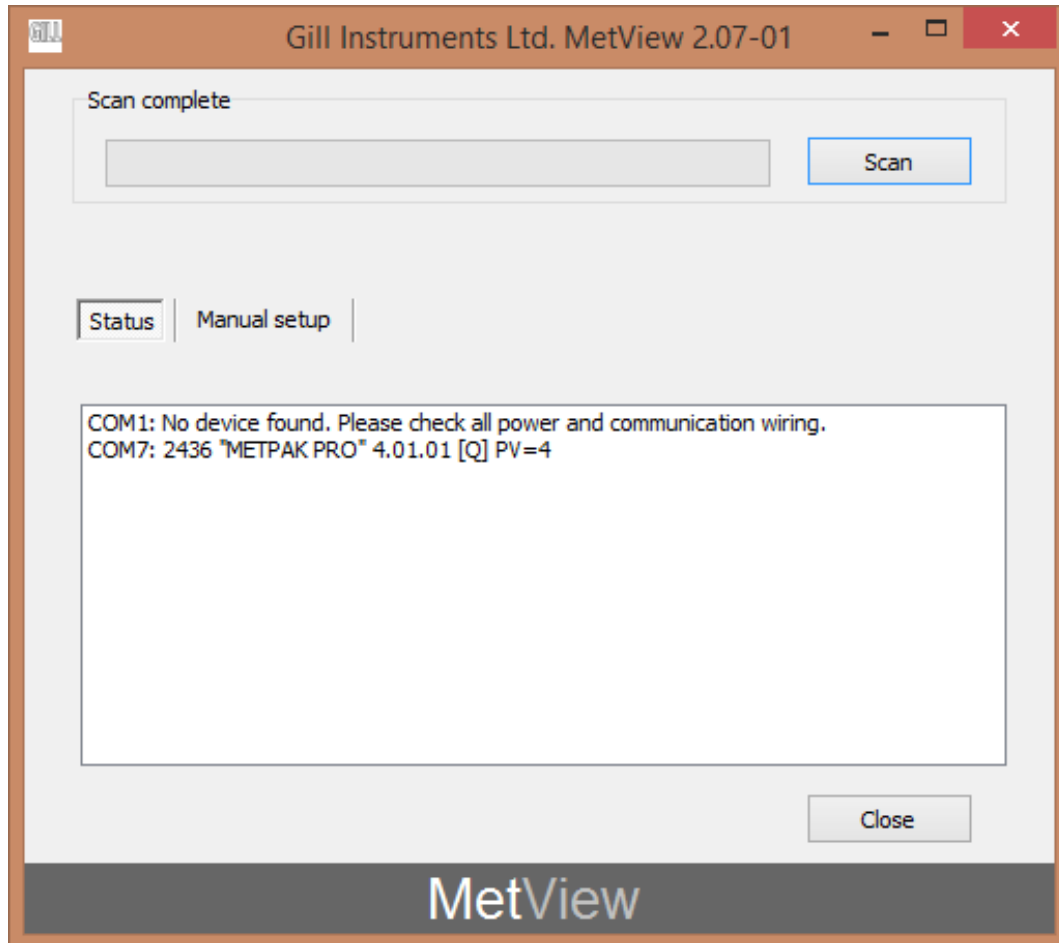 GILL
Gill Instruments Ltd. MetView 2.07-01
Scan complete
Scan
Status
Manual setup
COM1: No device found. Please check all power and communication wiring.
COM7: 2436 "METPAK PRO" 4.01.01 [Q] PV=4
Close
MetView